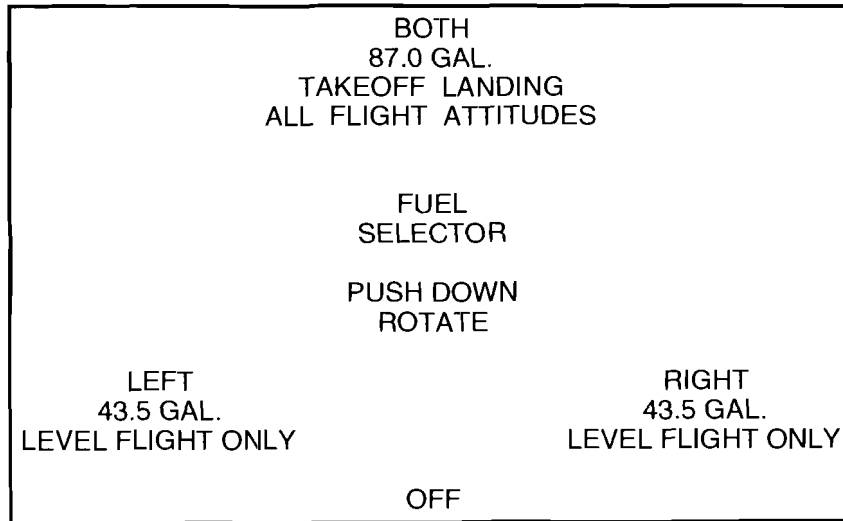 BOTH
87.0 GAL.
TAKEOFF LANDING
ALL FLIGHT ATTITUDES
FUEL
SELECTOR
PUSH DOWN
ROTATE
LEFT
43.5 GAL.
LEVEL FLIGHT ONLY
RIGHT
43.5 GAL.
LEVEL FLIGHT ONLY
OFF